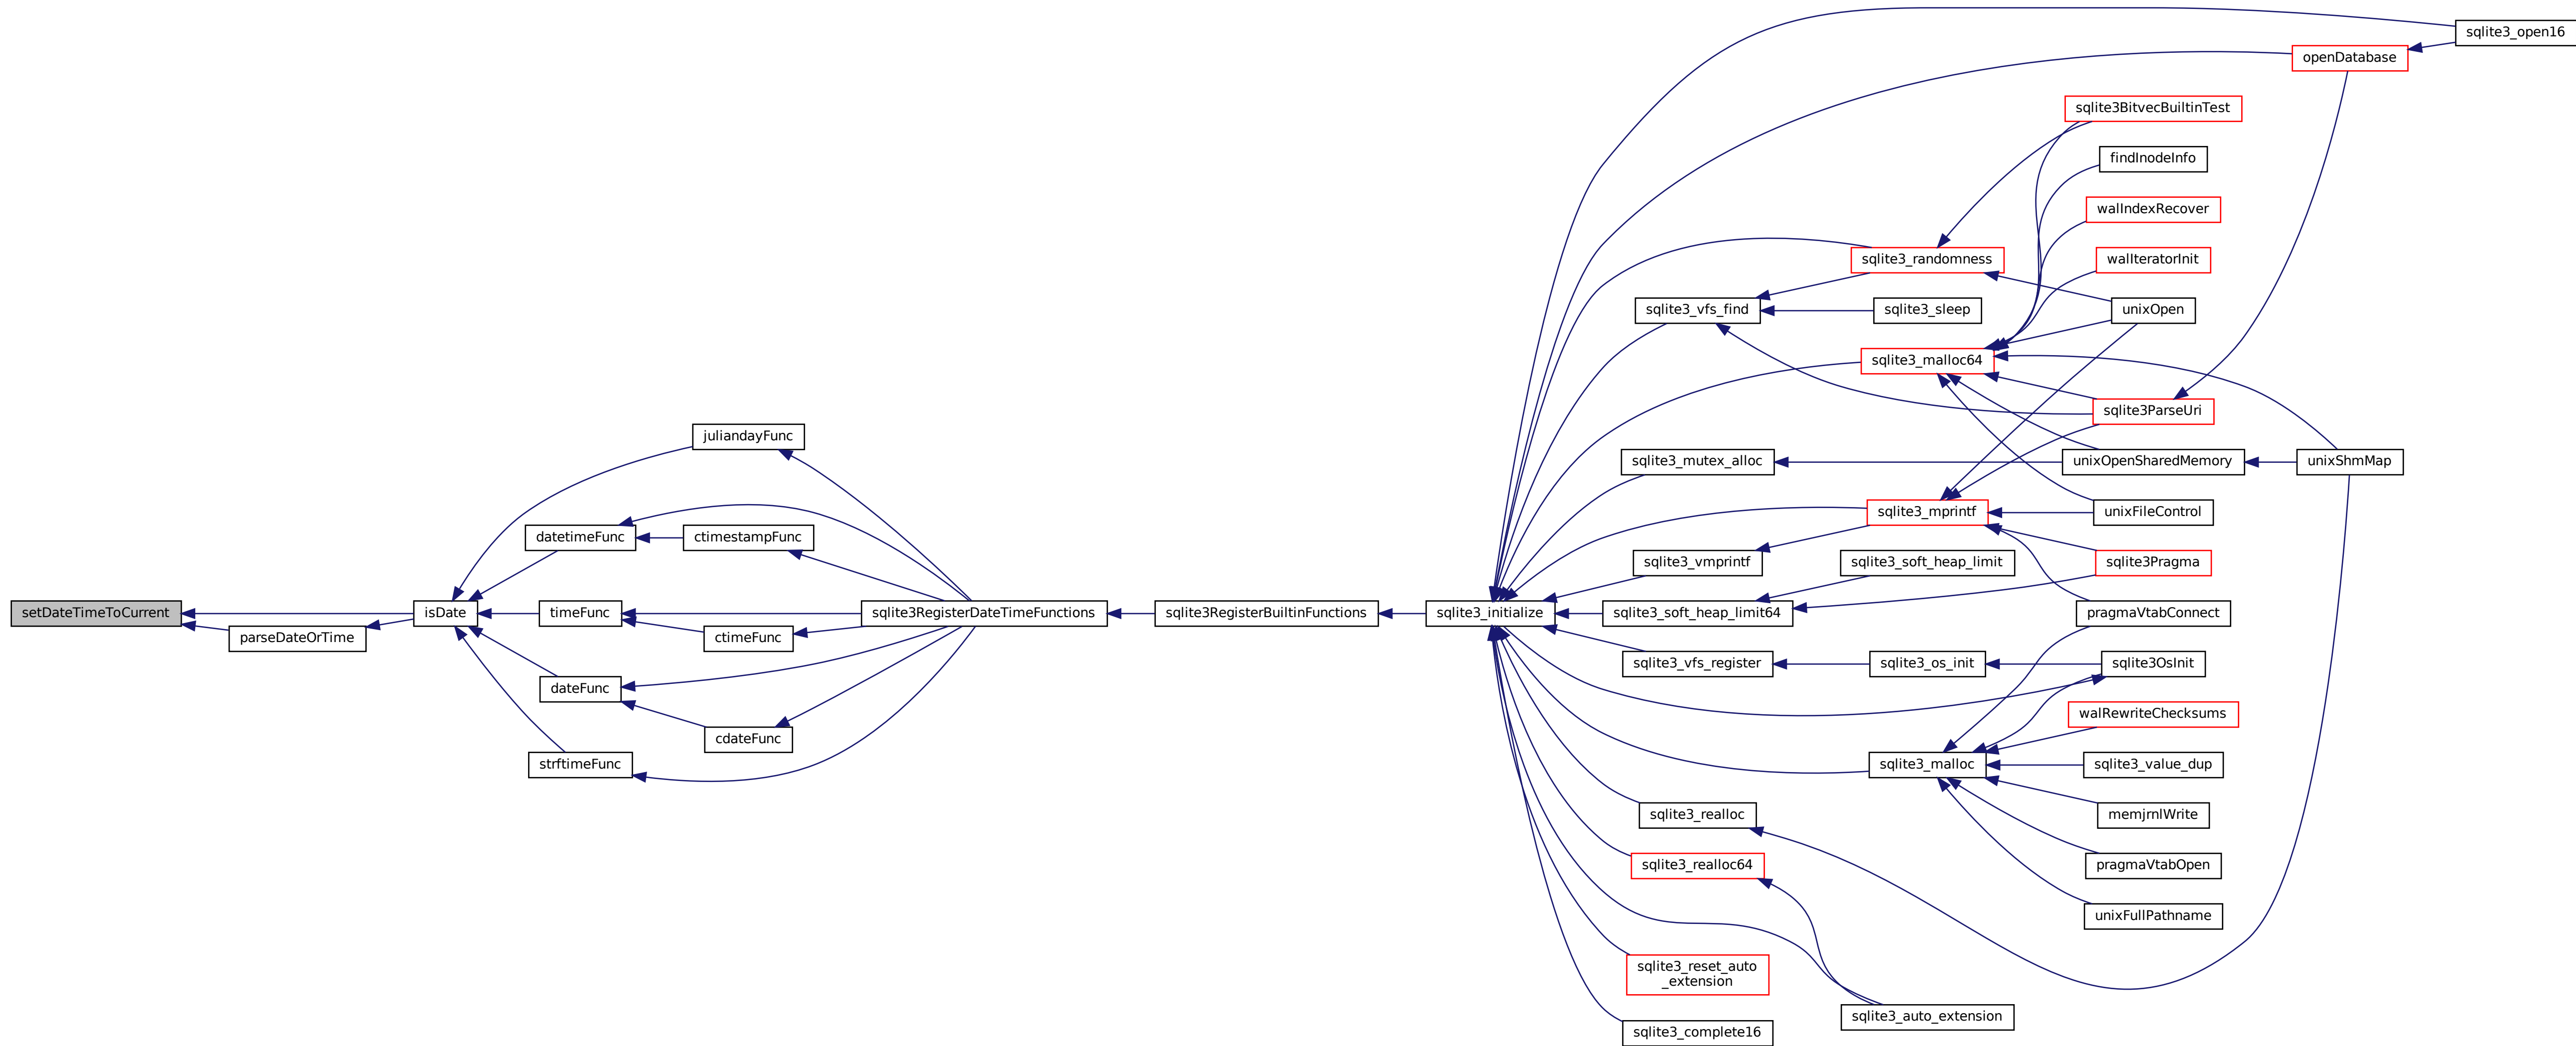 setDateTimeToCurrent
parseDateOrTime
isDate
juliandayFunc
datetimeFunc
ctimestampFunc
timeFunc
ctimeFunc
dateFunc
cdateFunc
strftimeFunc
sqlite3RegisterDateTimeFunctions
sqlite3RegisterBuiltinFunctions
sqlite3_initialize
sqlite3_open16
openDatabase
sqlite3BitvecBuiltinTest
findInodeInfo
walIndexRecover
sqlite3_randomness
walIteratorInit
sqlite3_vfs_find
sqlite3_sleep
unixOpen
sqlite3_malloc64
sqlite3ParseUri
sqlite3_mutex_alloc
unixOpenSharedMemory
unixShmMap
sqlite3_mprintf
unixFileControl
sqlite3_vmprintf
sqlite3_soft_heap_limit
sqlite3Pragma
sqlite3_soft_heap_limit64
pragmaVtabConnect
sqlite3_vfs_register
sqlite3_os_init
sqlite3OsInit
walRewriteChecksums
sqlite3_malloc
sqlite3_value_dup
sqlite3_realloc
memjrnlWrite
sqlite3_realloc64
pragmaVtabOpen
unixFullPathname
sqlite3_reset_auto
_extension
sqlite3_auto_extension
sqlite3_complete16